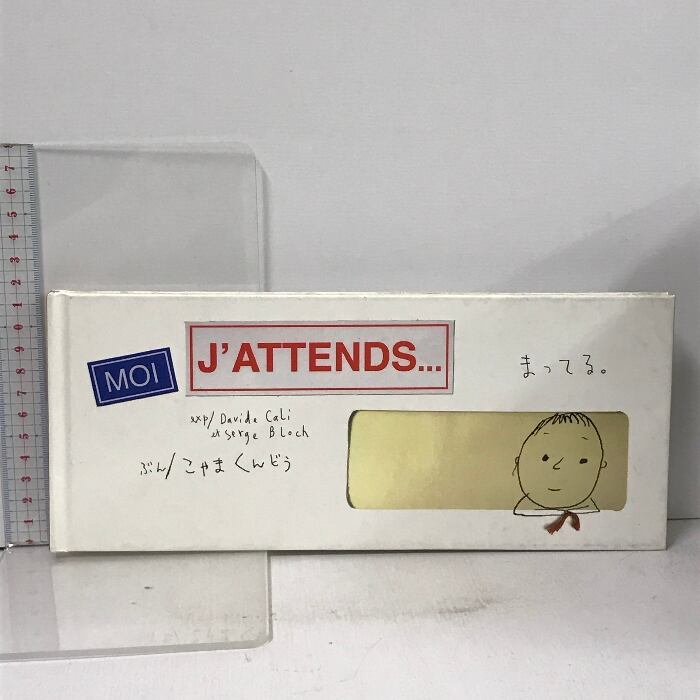 MOI
J'ATTENDS...
まってる。
exp/ Davide Cali
et Serge Bloch
ぶん/こやま くんどう